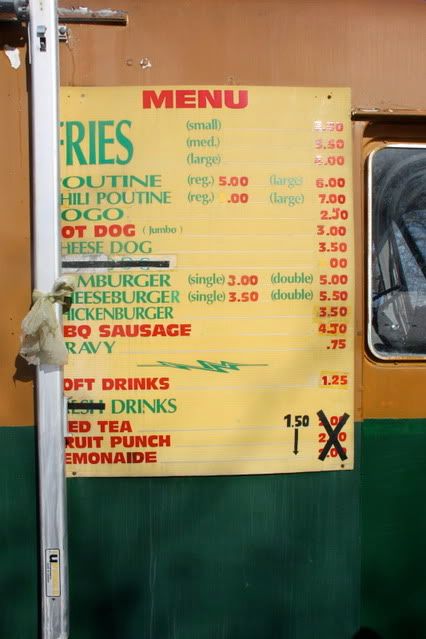 MENU
FRIES (small)
(med.) 3.50
(large) 4.00
OUTINE (reg.) 5.00 (large) 6.00
HILI POUTINE (reg.) .00 (large) 7.00
OGO
OT DOG ( Jumbo ) 3.00
HEESE DOG 3.50
00
MBURGER (single) 3.00 (double) 5.00
HEESEBURGER (single) 3.50 (double) 5.50
HICKENBURGER 3.50
BQ SAUSAGE
RAVY .75
OFT DRINKS 1.25
DRINKS
ED TEA 1.50
RUIT PUNCH
EMONAIDE